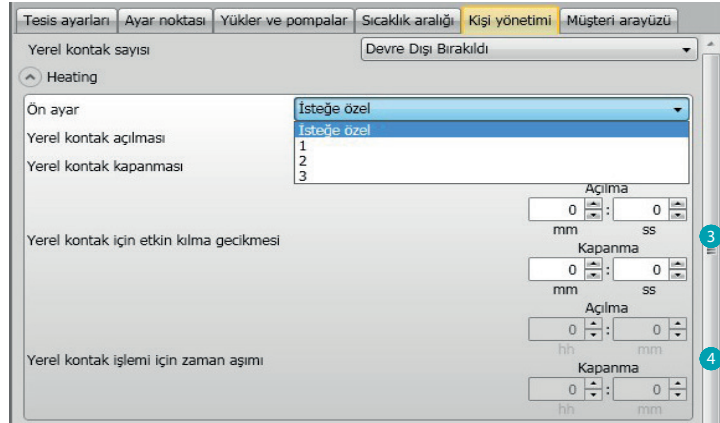 Tesis ayarları Ayar noktası Yükler ve pompalar Sıcaklık aralığı Kişi yönetimi Müşteri arayüzü
Yerel kontak sayısı Devre Dışı Bırakıldı
Heating
Ön ayar İsteğe özel
İsteğe özel
Yerel kontak açılması 1
2
Yerel kontak kapanması 3
Açılma
0 : 0
mm ss
3
Yerel kontak için etkin kılma gecikmesi
Kapanma
0 : 0
mm ss
Açılma
0 : 0
hh mm
4
Yerel kontak işlemi için zaman aşımı
Kapanma
0 : 0
hh mm